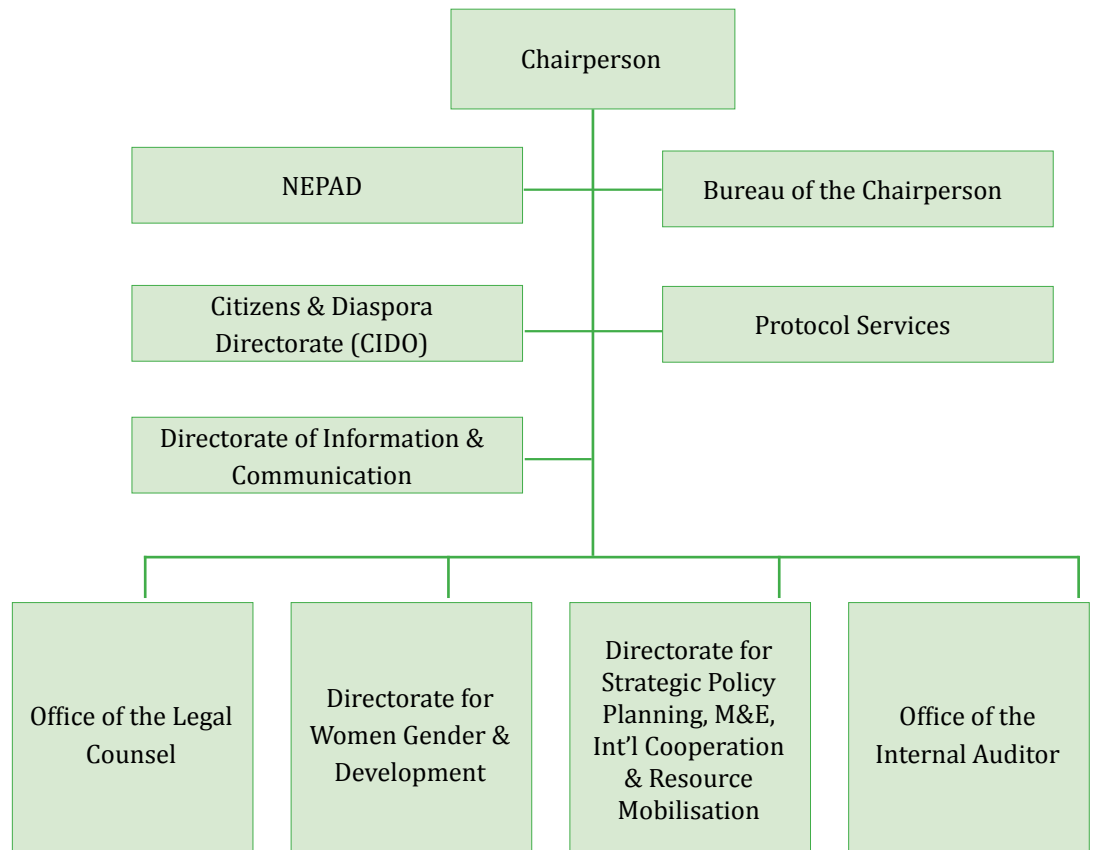 Chairperson
NEPAD
Bureau of the Chairperson
Citizens & Diaspora
Directorate (CIDO)
Protocol Services
Directorate of Information &
Communication
Office of the Legal
Counsel
Directorate for
Women Gender &
Development
Directorate for
Strategic Policy
Planning, M&E,
Int'l Cooperation
& Resource
Mobilisation
Office of the
Internal Auditor